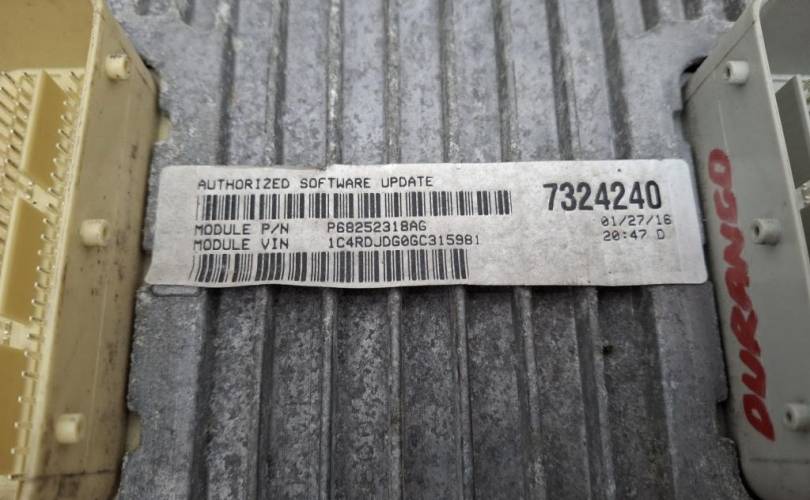 AUTHORIZED SOFTWARE UPDATE
7324240
MODULE P/N P68252318AG
01/27/16
MODULE VIN 1C4RDJDG0GC315981
20:47 D
DURANGO